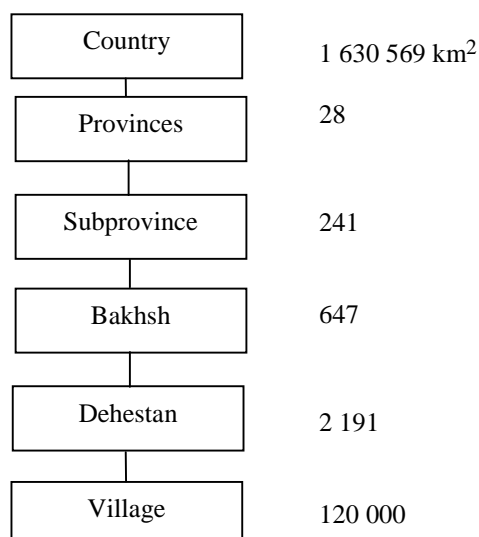 Country
1 630 569 km²
Provinces
28
Subprovince
241
Bakhsh
647
Dehestan
2 191
Village
120 000